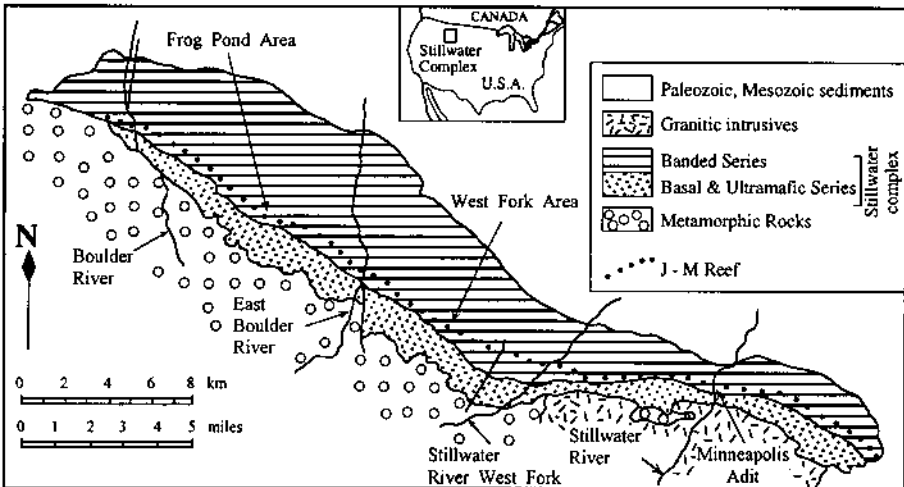 CANADA
Frog Pond Area
Stillwater
Complex
U.S.A.
Paleozoic, Mesozoic sediments
Granitic intrusives
Banded Series
Basal & Ultramafic Series
Stillwater
complex
Metamorphic Rocks
J - M Reef
West Fork Area
N
Boulder
River
East
Boulder
River
0 2 4 6 8 km
0 1 2 3 4 5 miles
Stillwater
River West Fork
Stillwater
River
Minneapolis
Adit